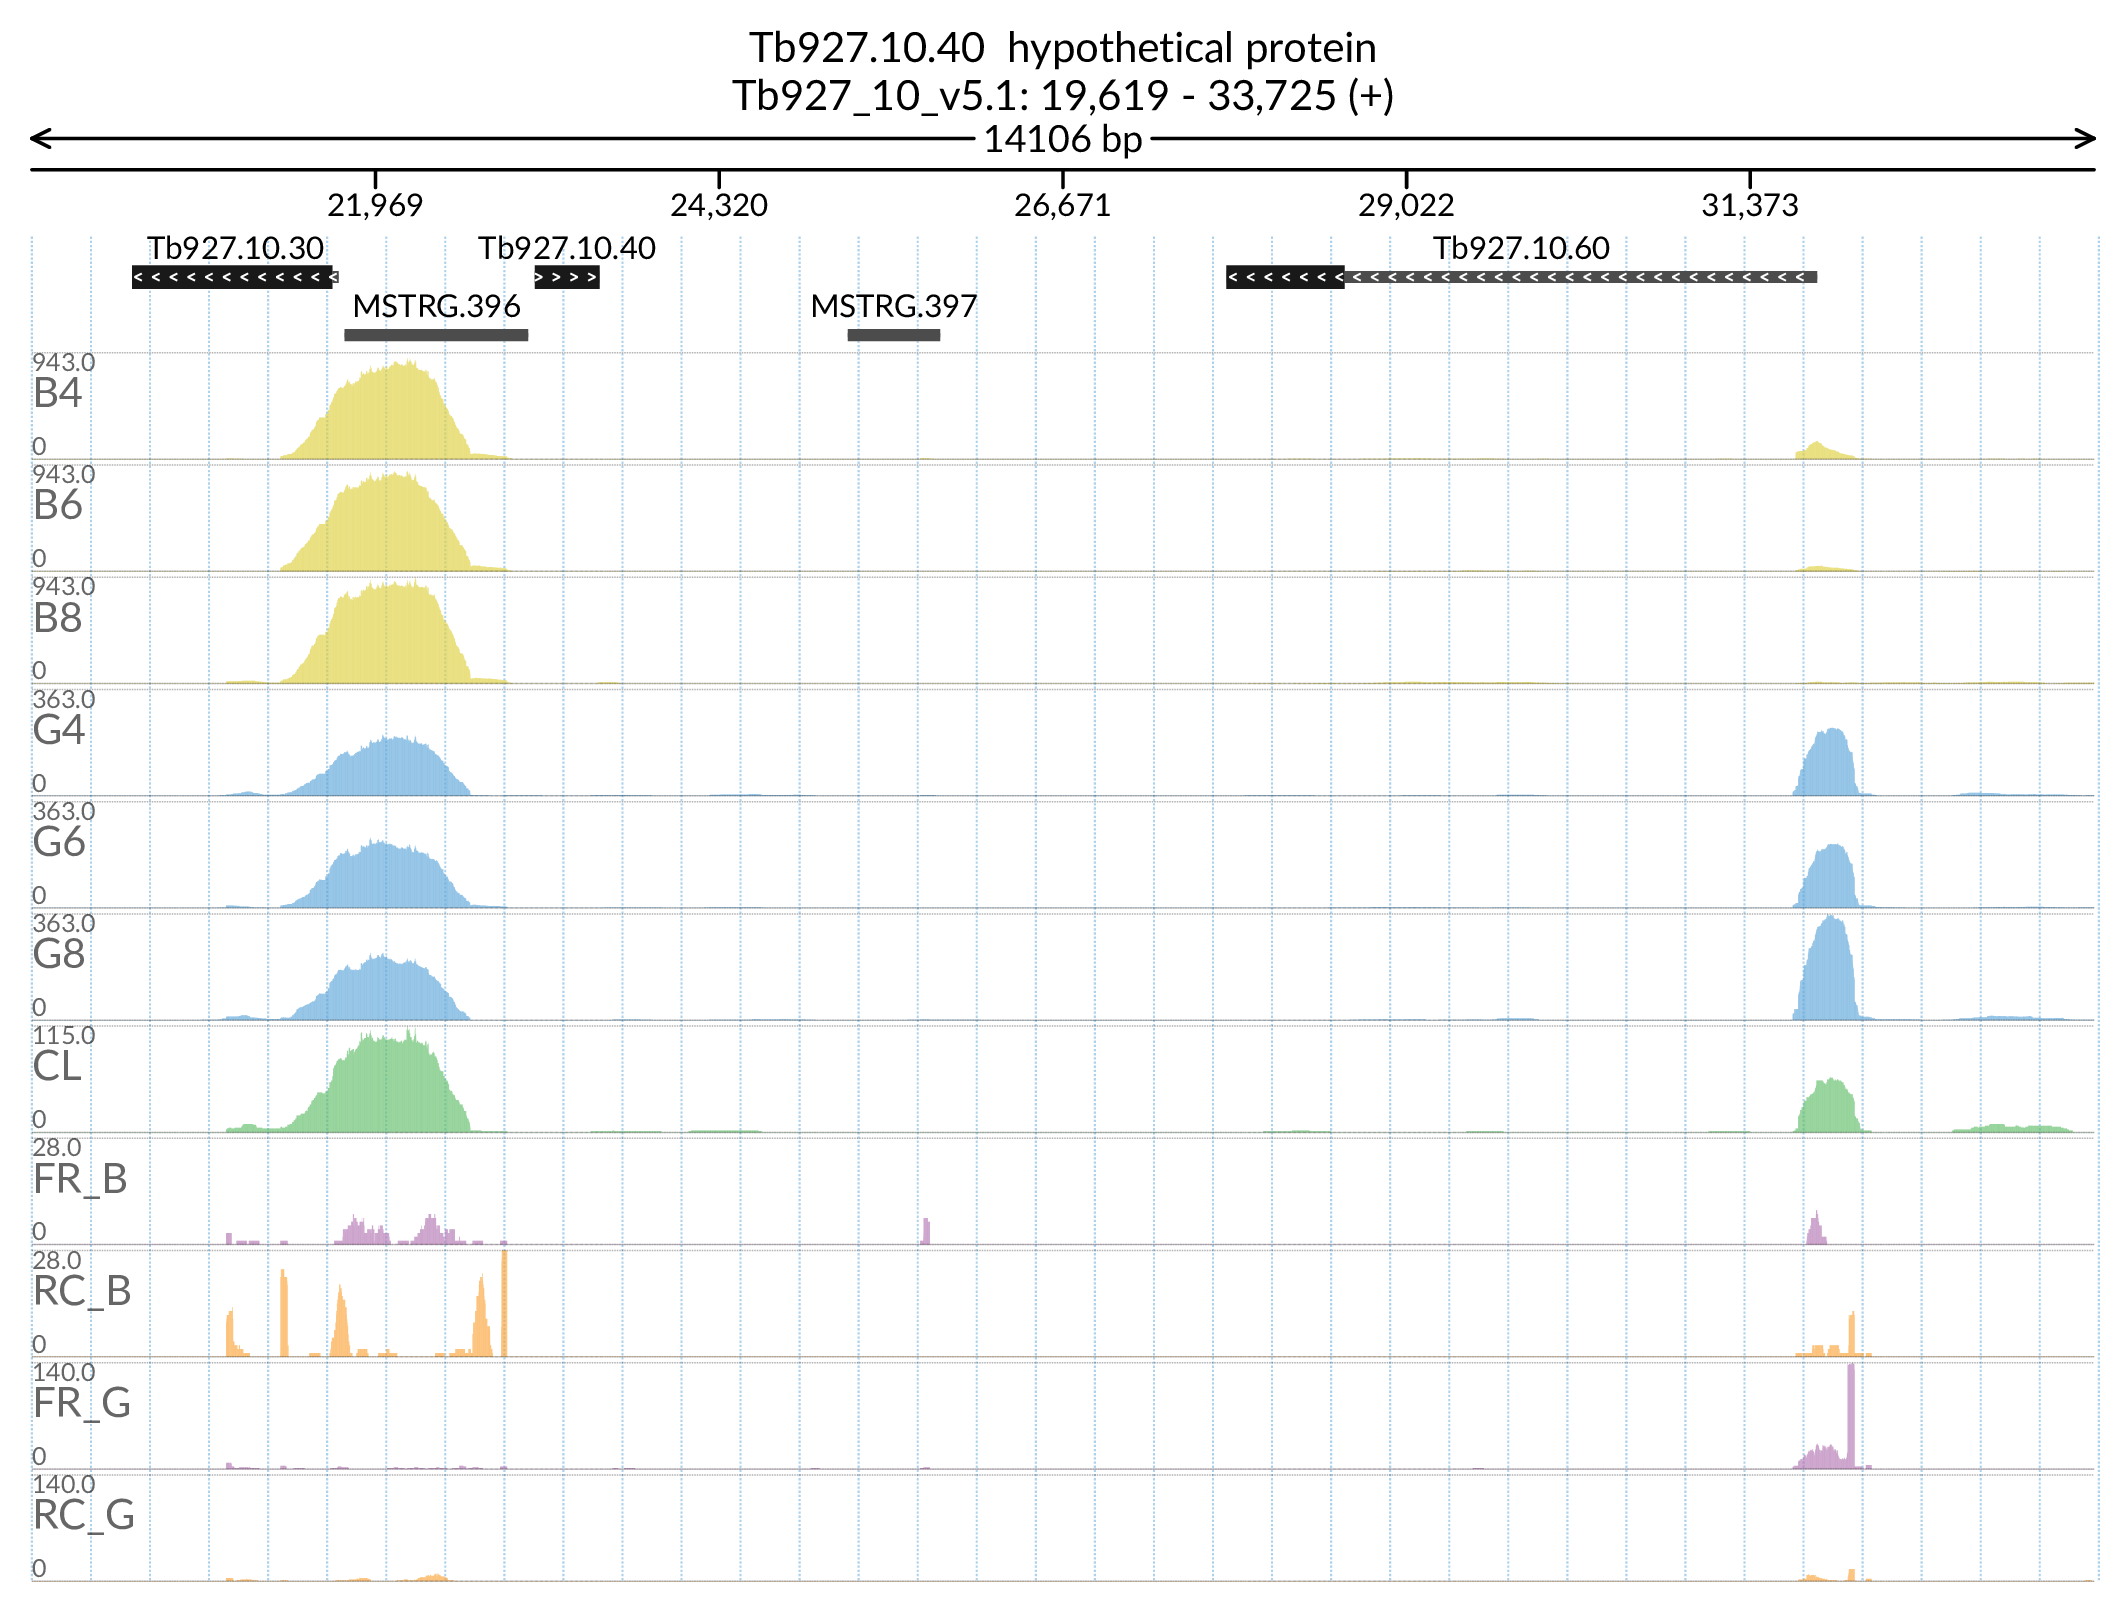 Tb927.10.40 hypothetical protein
Tb927_10_v5.1: 19,619 - 33,725 (+)
14106 bp
21,969 24,320 26,671 29,022 31,373
Tb927.10.30 Tb927.10.40 Tb927.10.60
MSTRG.396 MSTRG.397
943.0
B4
0
943.0
B6
0
943.0
B8
0
363.0
G4
0
363.0
G6
0
363.0
G8
0
115.0
CL
0
28.0
FR_B
0
28.0
RC_B
0
140.0
FR_G
0
140.0
RC_G
0